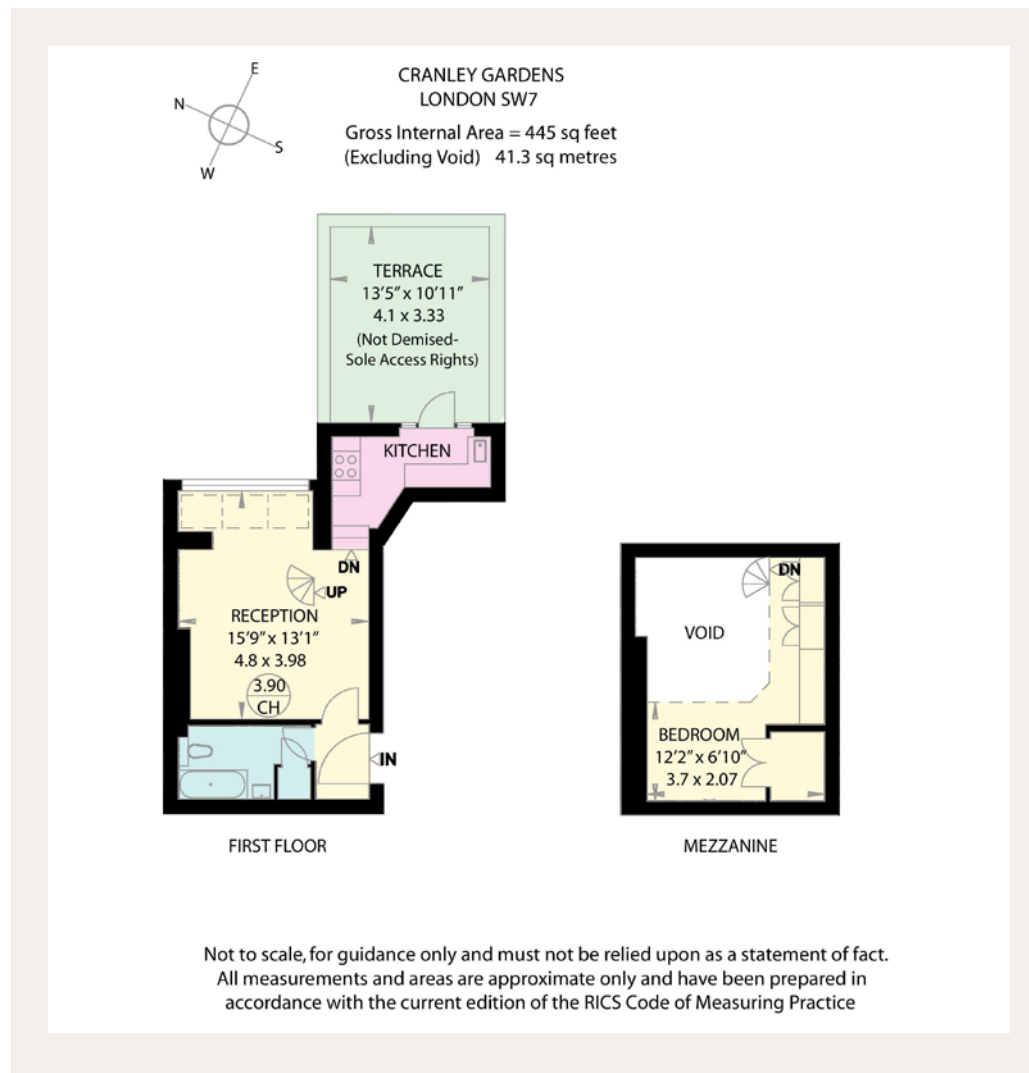 E
N
S
W
CRANLEY GARDENS
LONDON SW7
Gross Internal Area = 445 sq feet
(Excluding Void) 41.3 sq metres
TERRACE
13'5" x 10'11"
4.1 x 3.33
(Not Demised-
Sole Access Rights)
KITCHEN
DN
UP
RECEPTION
15'9" x 13'1"
4.8 x 3.98
3.90
CH
IN
FIRST FLOOR
DN
VOID
BEDROOM
12'2" x 6'10"
3.7 x 2.07
MEZZANINE
Not to scale, for guidance only and must not be relied upon as a statement of fact.
All measurements and areas are approximate only and have been prepared in
accordance with the current edition of the RICS Code of Measuring Practice